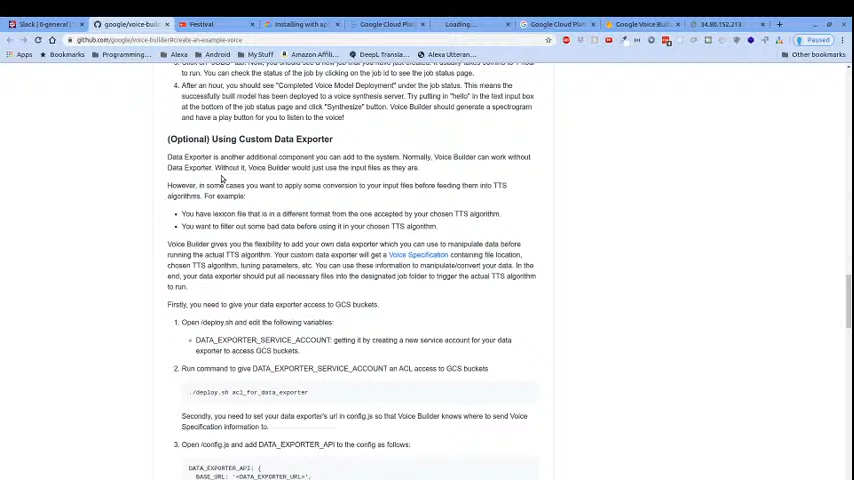 Slack | 0-general
google/voice-buil
Festival
Installing with ap
Google Cloud Plat
Loading...
Google Cloud Pla
Google Voice Buil
34.80.152.213
github.com/google/voice-builder#create-an-example-voice
Paused
Apps
Bookmarks
Programming...
Alexa
Android
My Stuff
Amazon Affili...
DeepL Transla...
Alexa Utteran...
Other bookmarks
to run. You can check the status of the job by clicking on the job id to see the job status page.
4. After an hour, you should see "Completed Voice Model Deployment" under the job status. This means the
successfully built model has been deployed to a voice synthesis server. Try putting in "hello" in the text input box
at the bottom of the job status page and click "Synthesize" button. Voice Builder should generate a spectrogram
and have a play button for you to listen to the voice!
(Optional) Using Custom Data Exporter
Data Exporter is another additional component you can add to the system. Normally, Voice Builder can work without
Data Exporter. Without it, Voice Builder would just use the input files as they are.
However, in some cases you want to apply some conversion to your input files before feeding them into TTS
algorithms. For example:
• You have lexicon file that is in a different format from the one accepted by your chosen TTS algorithm.
• You want to filter out some bad data before using it in your chosen TTS algorithm.
Voice Builder gives you the flexibility to add your own data exporter which you can use to manipulate data before
running the actual TTS algorithm. Your custom data exporter will get a Voice Specification containing file location,
chosen TTS algorithm, tuning parameters, etc. You can use these information to manipulate/convert your data. In the
end, your data exporter should put all necessary files into the designated job folder to trigger the actual TTS algorithm
to run.
Firstly, you need to give your data exporter access to GCS buckets.
1. Open /deploy.sh and edit the following variables:
DATA_EXPORTER_SERVICE_ACCOUNT: getting it by creating a new service account for your data
exporter to access GCS buckets.
2. Run command to give DATA_EXPORTER_SERVICE_ACCOUNT an ACL access to GCS buckets
./deploy.sh acl_for_data_exporter
Secondly, you need to set your data exporter's url in config.js so that Voice Builder knows where to send Voice
Specification information to.
3. Open /config.js and add DATA_EXPORTER_API to the config as follows:
DATA_EXPORTER_API: {
BASE_URL: '<DATA_EXPORTER_URL>',